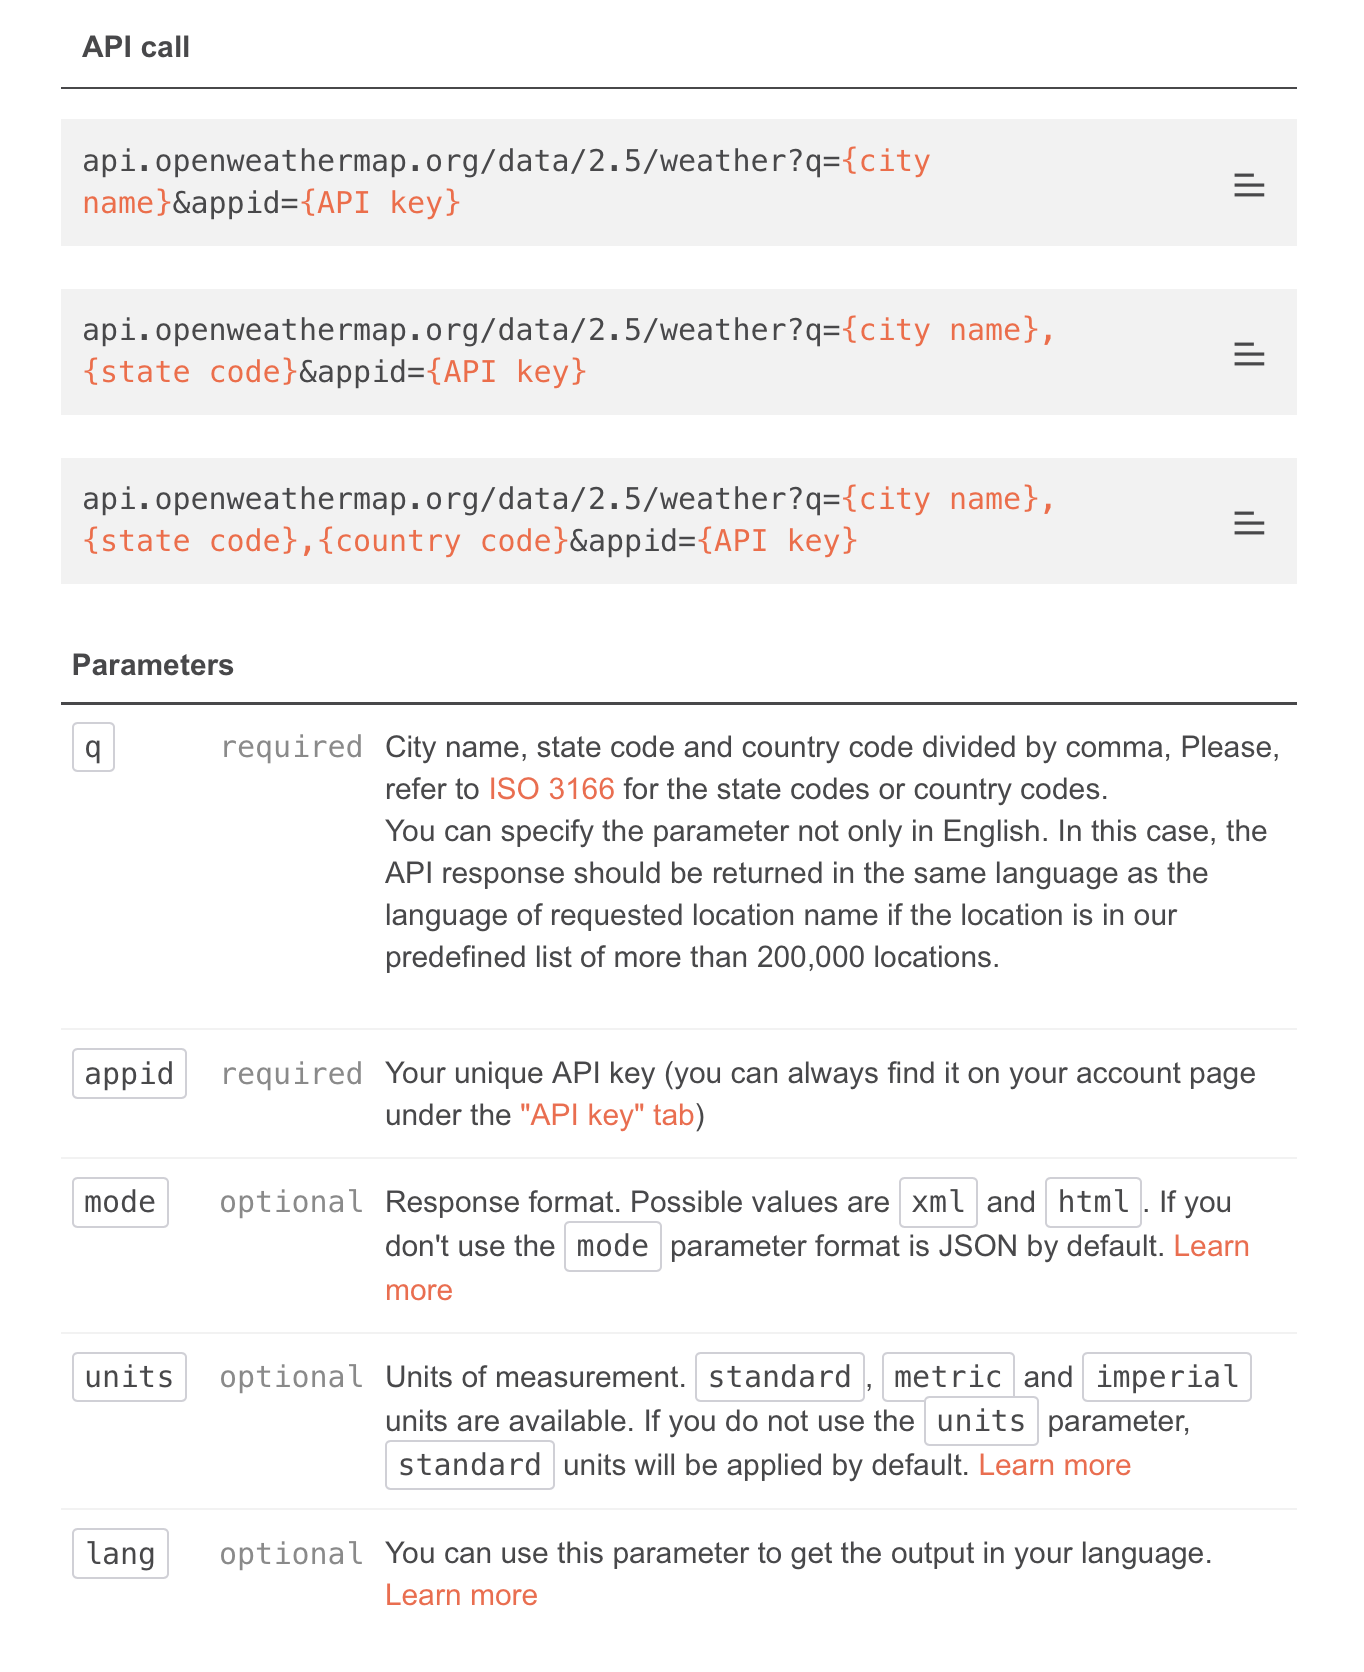 API call
api.openweathermap.org/data/2.5/weather?q={city
name}&appid={API key}
api.openweathermap.org/data/2.5/weather?q={city name},
{state code}&appid={API key}
api.openweathermap.org/data/2.5/weather?q={city name},
{state code},{country code}&appid={API key}
Parameters
q required City name, state code and country code divided by comma, Please,
refer to ISO 3166 for the state codes or country codes.
You can specify the parameter not only in English. In this case, the
API response should be returned in the same language as the
language of requested location name if the location is in our
predefined list of more than 200,000 locations.
appid required Your unique API key (you can always find it on your account page
under the "API key" tab)
mode optional Response format. Possible values are xml and html. If you
don't use the mode parameter format is JSON by default. Learn
more
units optional Units of measurement. standard, metric and imperial
units are available. If you do not use the units parameter,
standard units will be applied by default. Learn more
lang optional You can use this parameter to get the output in your language.
Learn more